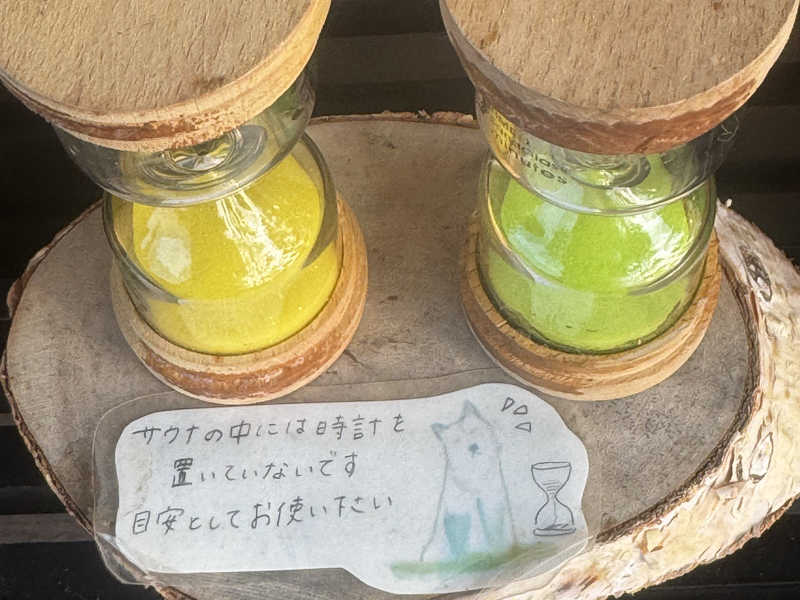 サウナの中には時計を
置いていないです
目安としてお使い下さい